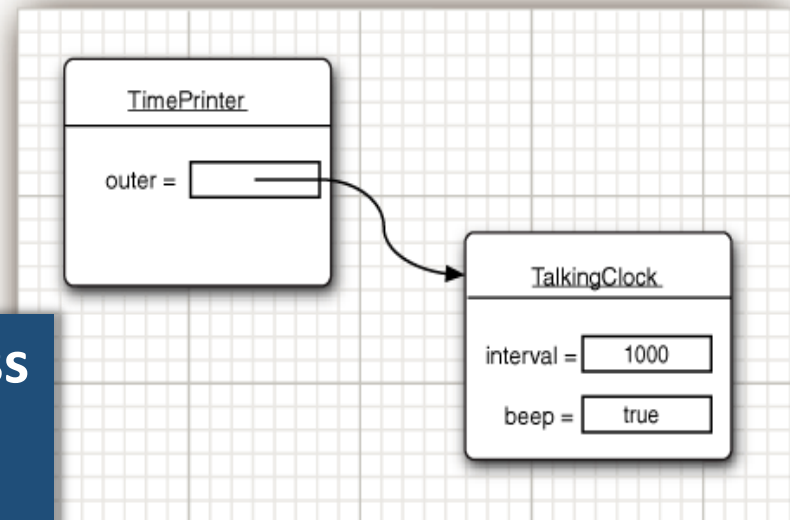 TimePrinter
outer =
TalkingClock
interval = 1000
beep = true